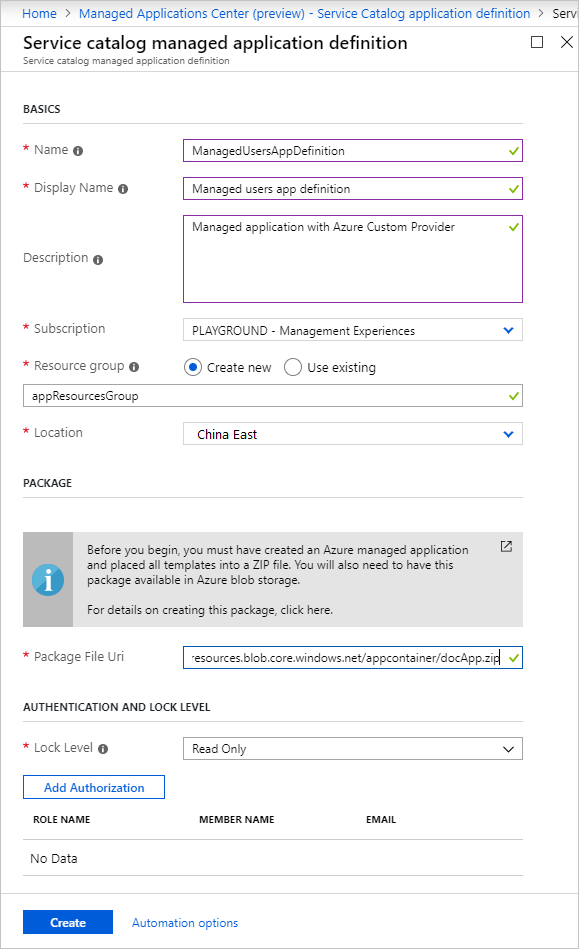 Home > Managed Applications Center (preview) - Service Catalog application definition > Servi
Service catalog managed application definition
Service catalog managed application definition
BASICS
* Name
ManagedUsersAppDefinition
* Display Name
Managed users app definition
Description
Managed application with Azure Custom Provider
* Subscription
PLAYGROUND - Management Experiences
* Resource group
Create new
Use existing
appResourcesGroup
* Location
China East
PACKAGE
Before you begin, you must have created an Azure managed application
and placed all templates into a ZIP file. You will also need to have this
package available in Azure blob storage.
For details on creating this package, click here.
* Package File Uri
resources.blob.core.windows.net/appcontainer/docApp.zip
AUTHENTICATION AND LOCK LEVEL
* Lock Level
Read Only
Add Authorization
ROLE NAME
MEMBER NAME
EMAIL
No Data
Create
Automation options